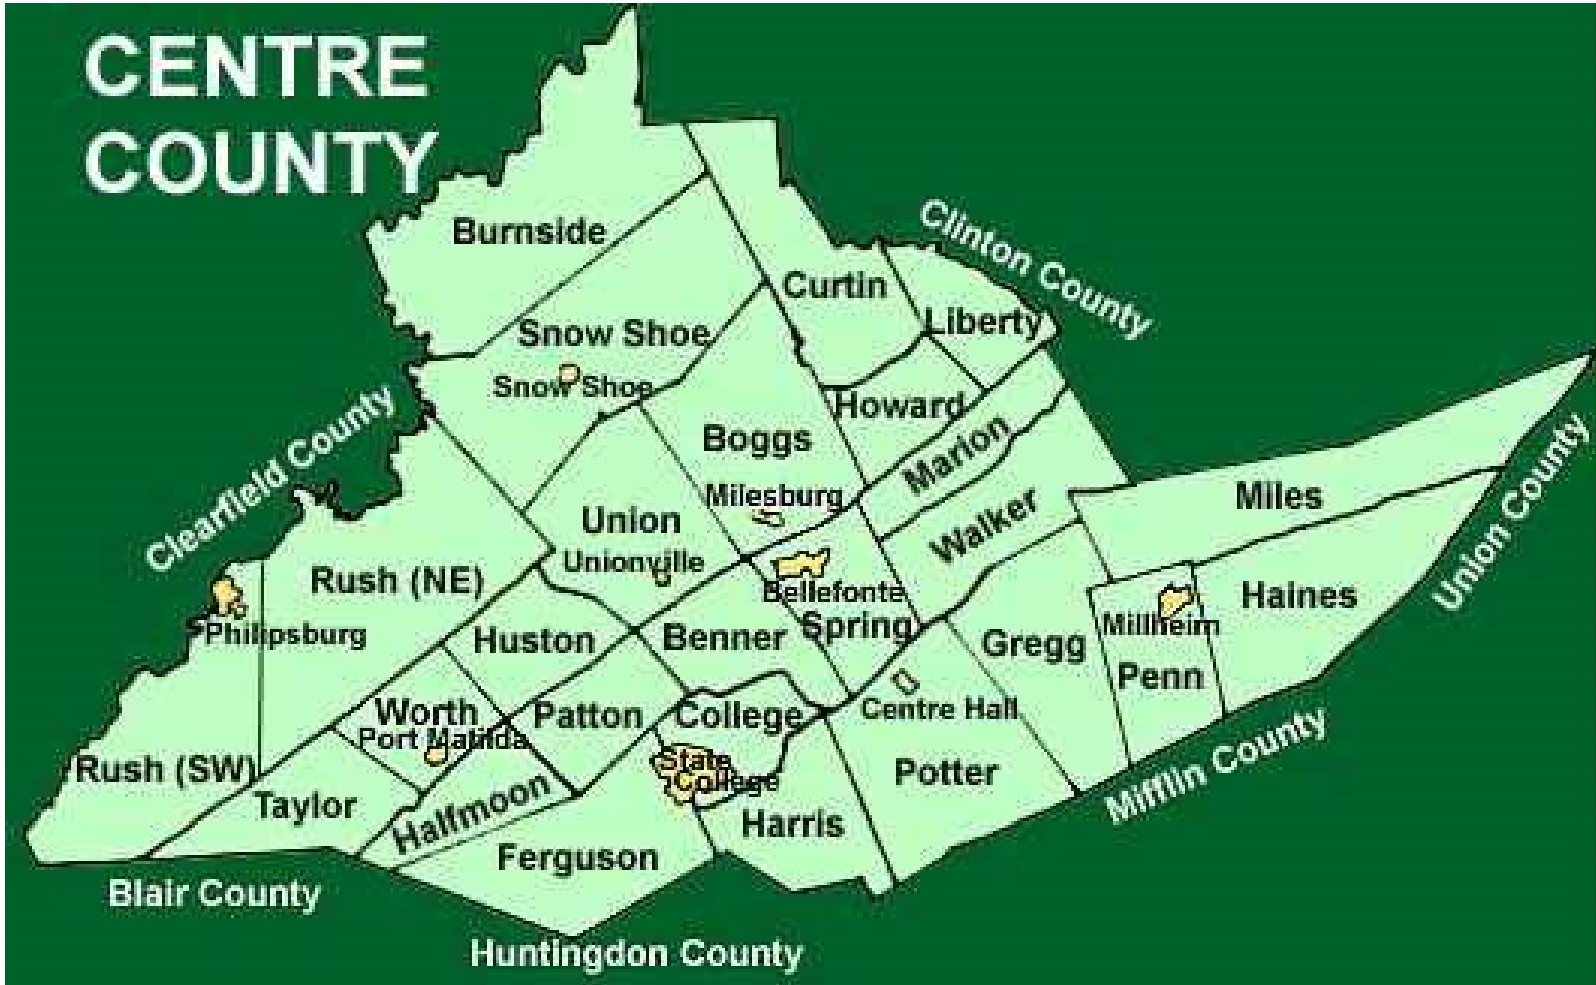 CENTRE
COUNTY
Clinton County
Burnside
Curtin
Liberty
Snow Shoe
Snow Shoe
Howard
Boggs
Marion
Clearfield County
Milesburg
Miles
Union
Walker
Union County
Unionville
Rush (NE)
Bellefonte
Haines
Philipsburg
Huston
Benner
Spring
Gregg
Millheim
Penn
Worth
Patton
College
Centre Hall
Port Matilda
State
College
Rush (SW)
Potter
Mifflin County
Taylor
Halfmoon
Harris
Ferguson
Blair County
Huntingdon County